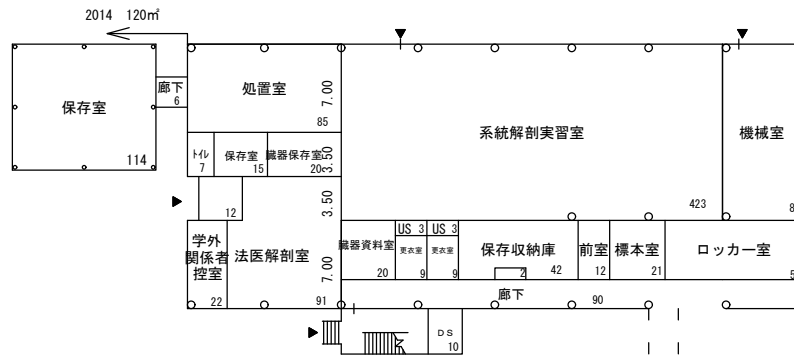 2014 120㎡
保存室
114
廊下
6
処置室
85
7.00
系統解剖実習室
423
機械室
8
ﾄｲﾚ
7
保存室
15
臓器保存室
20
3.50
12
3.50
学外
関係者
控室
22
法医解剖室
91
7.00
臓器資料室
20
US 3
更衣室
9
US 3
更衣室
9
保存収納庫
2
42
前室
12
標本室
21
ロッカー室
5
廊下
90
DS
10